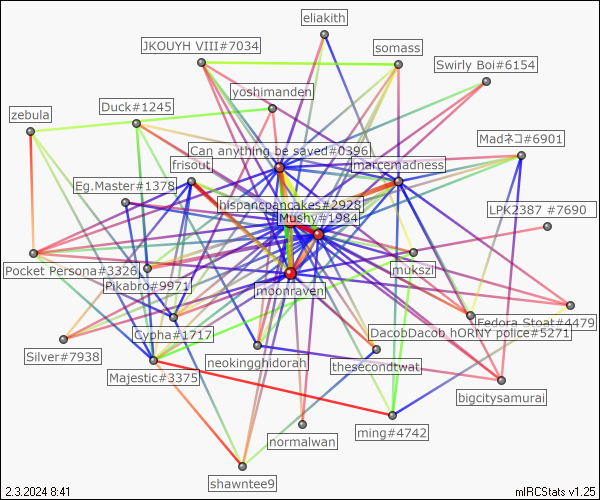 eliakith
JKOUYH VIII#7034
somass
Swirly Boi#6154
yoshimanden
zebula
Duck#1245
Madネコ#6901
Can anything be saved#0396
frisout
marcemadness
Eg.Master#1378
hispancpancakes#2928
LPK2387 #7690
Mushy#1984
Pocket Persona#3326
mukszi
Pikabro#9971
moonraven
Fedora Stoat#4479
Cypha#1717
DacobDacob hORNY police#5271
Silver#7938
neokingghidorah
thesecondtwat
Majestic#3375
bigcitysamurai
normalwan
ming#4742
shawntee9
2.3.2024 8:41
mIRCStats v1.25